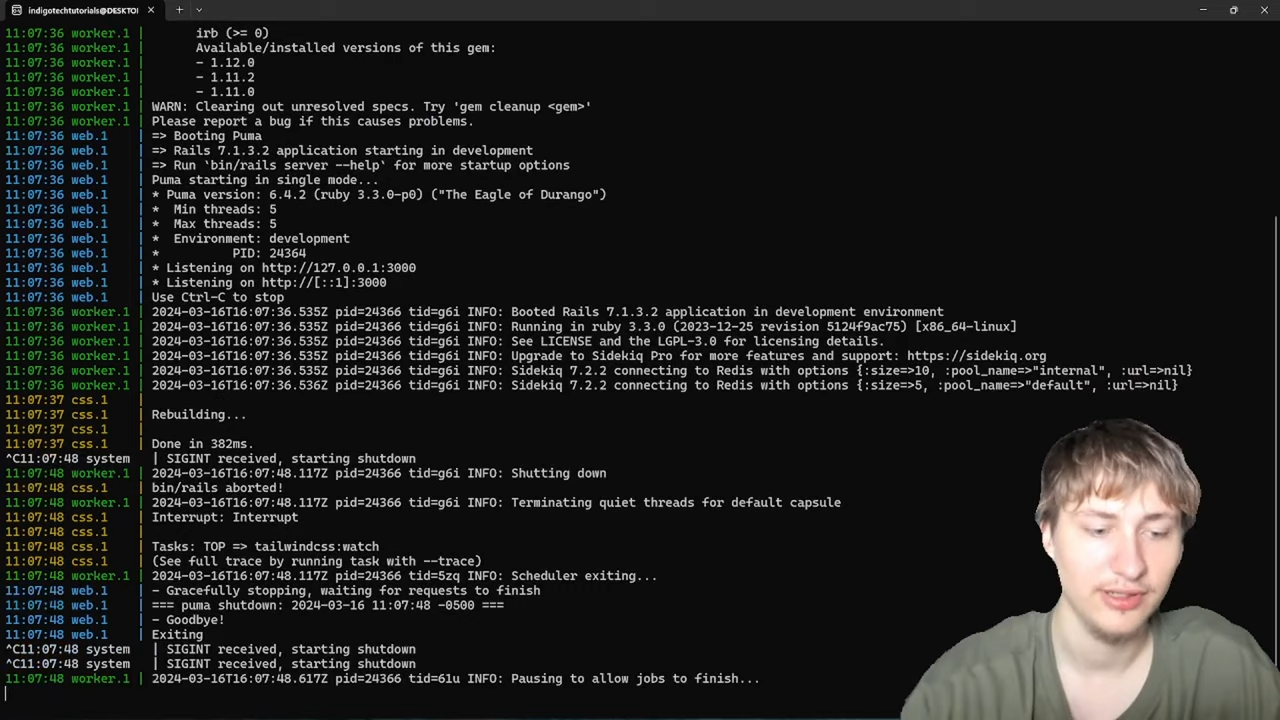 indigotechtutorials@DESKTO
11:07:36 worker.1 | irb (>= 0)
11:07:36 worker.1 | Available/installed versions of this gem:
11:07:36 worker.1 | - 1.12.0
11:07:36 worker.1 | - 1.11.2
11:07:36 worker.1 | - 1.11.0
11:07:36 worker.1 | WARN: Clearing out unresolved specs. Try 'gem cleanup <gem>'
11:07:36 worker.1 | Please report a bug if this causes problems.
11:07:36 web.1 | => Booting Puma
11:07:36 web.1 | => Rails 7.1.3.2 application starting in development
11:07:36 web.1 | => Run `bin/rails server --help` for more startup options
11:07:36 web.1 | Puma starting in single mode...
11:07:36 web.1 | * Puma version: 6.4.2 (ruby 3.3.0-p0) ("The Eagle of Durango")
11:07:36 web.1 | * Min threads: 5
11:07:36 web.1 | * Max threads: 5
11:07:36 web.1 | * Environment: development
11:07:36 web.1 | * PID: 24364
11:07:36 web.1 | * Listening on http://127.0.0.1:3000
11:07:36 web.1 | * Listening on http://[::1]:3000
11:07:36 web.1 | Use Ctrl-C to stop
11:07:36 worker.1 | 2024-03-16T16:07:36.535Z pid=24366 tid=g6i INFO: Booted Rails 7.1.3.2 application in development environment
11:07:36 worker.1 | 2024-03-16T16:07:36.535Z pid=24366 tid=g6i INFO: Running in ruby 3.3.0 (2023-12-25 revision 5124f9ac75) [x86_64-linux]
11:07:36 worker.1 | 2024-03-16T16:07:36.535Z pid=24366 tid=g6i INFO: See LICENSE and the LGPL-3.0 for licensing details.
11:07:36 worker.1 | 2024-03-16T16:07:36.535Z pid=24366 tid=g6i INFO: Upgrade to Sidekiq Pro for more features and support: https://sidekiq.org
11:07:36 worker.1 | 2024-03-16T16:07:36.535Z pid=24366 tid=g6i INFO: Sidekiq 7.2.2 connecting to Redis with options {:size=>10, :pool_name=>"internal", :url=>nil}
11:07:36 worker.1 | 2024-03-16T16:07:36.536Z pid=24366 tid=g6i INFO: Sidekiq 7.2.2 connecting to Redis with options {:size=>5, :pool_name=>"default", :url=>nil}
11:07:37 css.1 |
11:07:37 css.1 | Rebuilding...
11:07:37 css.1 |
11:07:37 css.1 | Done in 382ms.
^C11:07:48 system | SIGINT received, starting shutdown
11:07:48 worker.1 | 2024-03-16T16:07:48.117Z pid=24366 tid=g6i INFO: Shutting down
11:07:48 css.1 | bin/rails aborted!
11:07:48 worker.1 | 2024-03-16T16:07:48.117Z pid=24366 tid=g6i INFO: Terminating quiet threads for default capsule
11:07:48 css.1 | Interrupt: Interrupt
11:07:48 css.1 |
11:07:48 css.1 | Tasks: TOP => tailwindcss:watch
11:07:48 css.1 | (See full trace by running task with --trace)
11:07:48 worker.1 | 2024-03-16T16:07:48.117Z pid=24366 tid=5zq INFO: Scheduler exiting...
11:07:48 web.1 | - Gracefully stopping, waiting for requests to finish
11:07:48 web.1 | === puma shutdown: 2024-03-16 11:07:48 -0500 ===
11:07:48 web.1 | - Goodbye!
11:07:48 web.1 | Exiting
^C11:07:48 system | SIGINT received, starting shutdown
^C11:07:48 system | SIGINT received, starting shutdown
11:07:48 worker.1 | 2024-03-16T16:07:48.617Z pid=24366 tid=61u INFO: Pausing to allow jobs to finish...